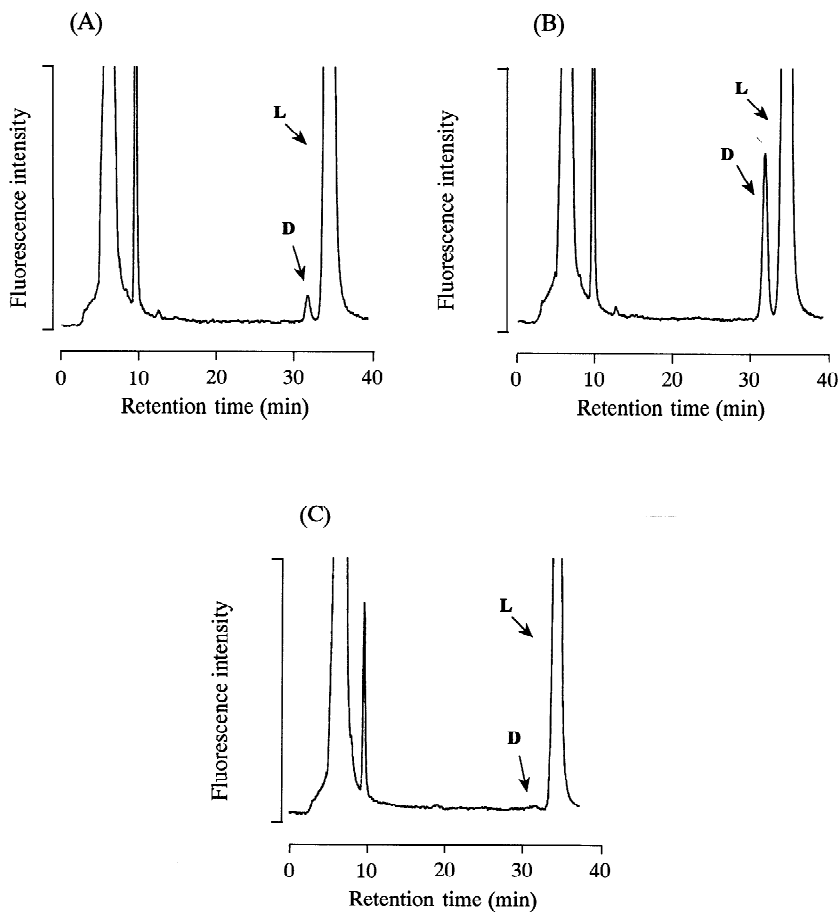 (A)
Fluorescence intensity
L
D
0 10 20 30 40
Retention time (min)
(B)
Fluorescence intensity
L
D
0 10 20 30 40
Retention time (min)
(C)
Fluorescence intensity
L
D
0 10 20 30 40
Retention time (min)